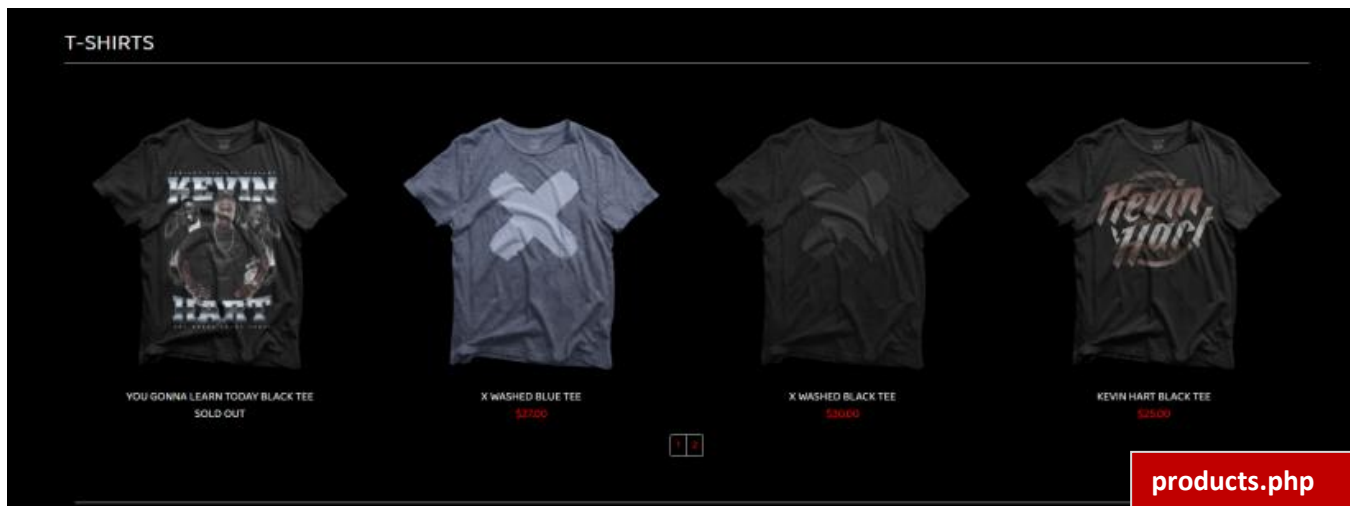 T-SHIRTS
KEVIN
HART
Kevin
Hart
YOU GONNA LEARN TODAY BLACK TEE
SOLD OUT
X WASHED BLUE TEE
$37.00
X WASHED BLACK TEE
$30.00
KEVIN HART BLACK TEE
$25.00
1 2
products.php